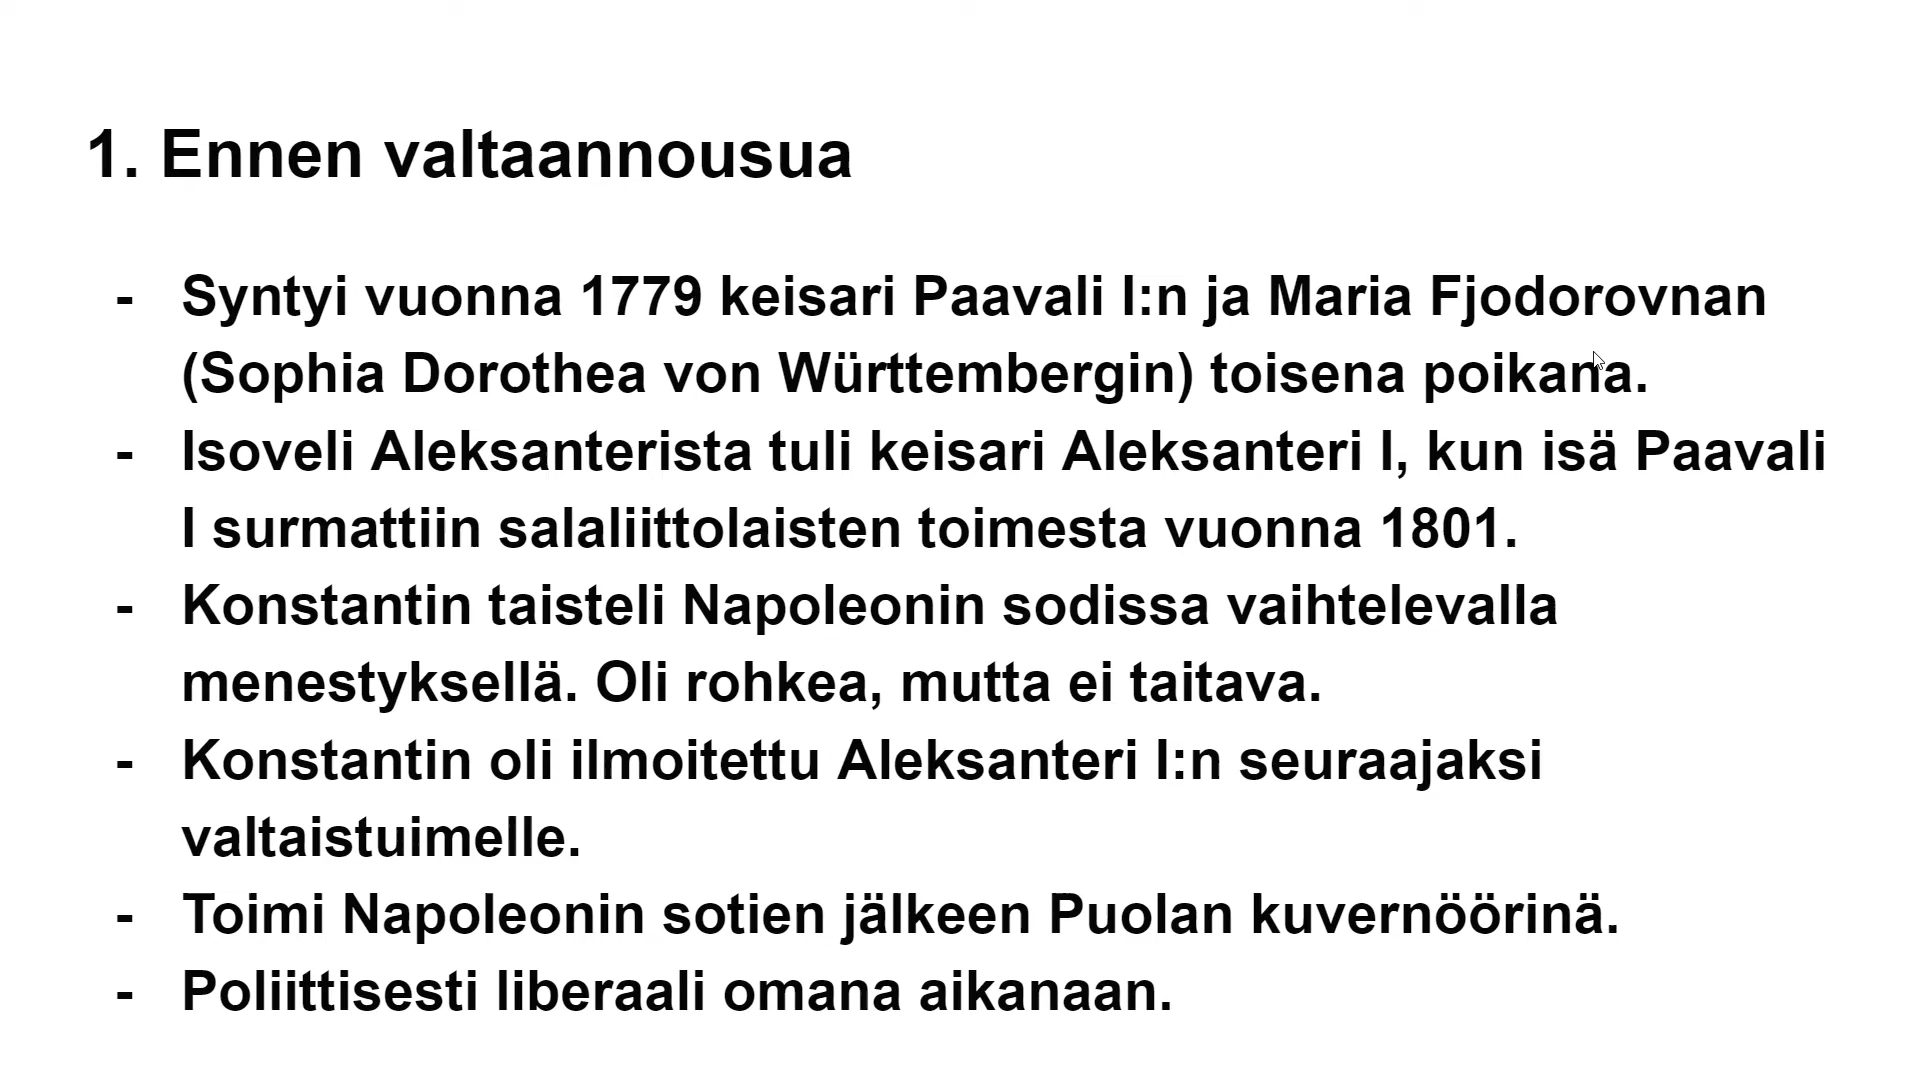 1. Ennen valtaannousua
- Syntyi vuonna 1779 keisari Paavali I:n ja Maria Fjodorovnan
(Sophia Dorothea von Württembergin) toisena poikana.
- Isoveli Aleksanterista tuli keisari Aleksanteri I, kun isä Paavali
I surmattiin salaliittolaisten toimesta vuonna 1801.
- Konstantin taisteli Napoleonin sodissa vaihtelevalla
menestyksellä. Oli rohkea, mutta ei taitava.
- Konstantin oli ilmoitettu Aleksanteri I:n seuraajaksi
valtaistuimelle.
- Toimi Napoleonin sotien jälkeen Puolan kuvernöörinä.
- Poliittisesti liberaali omana aikanaan.